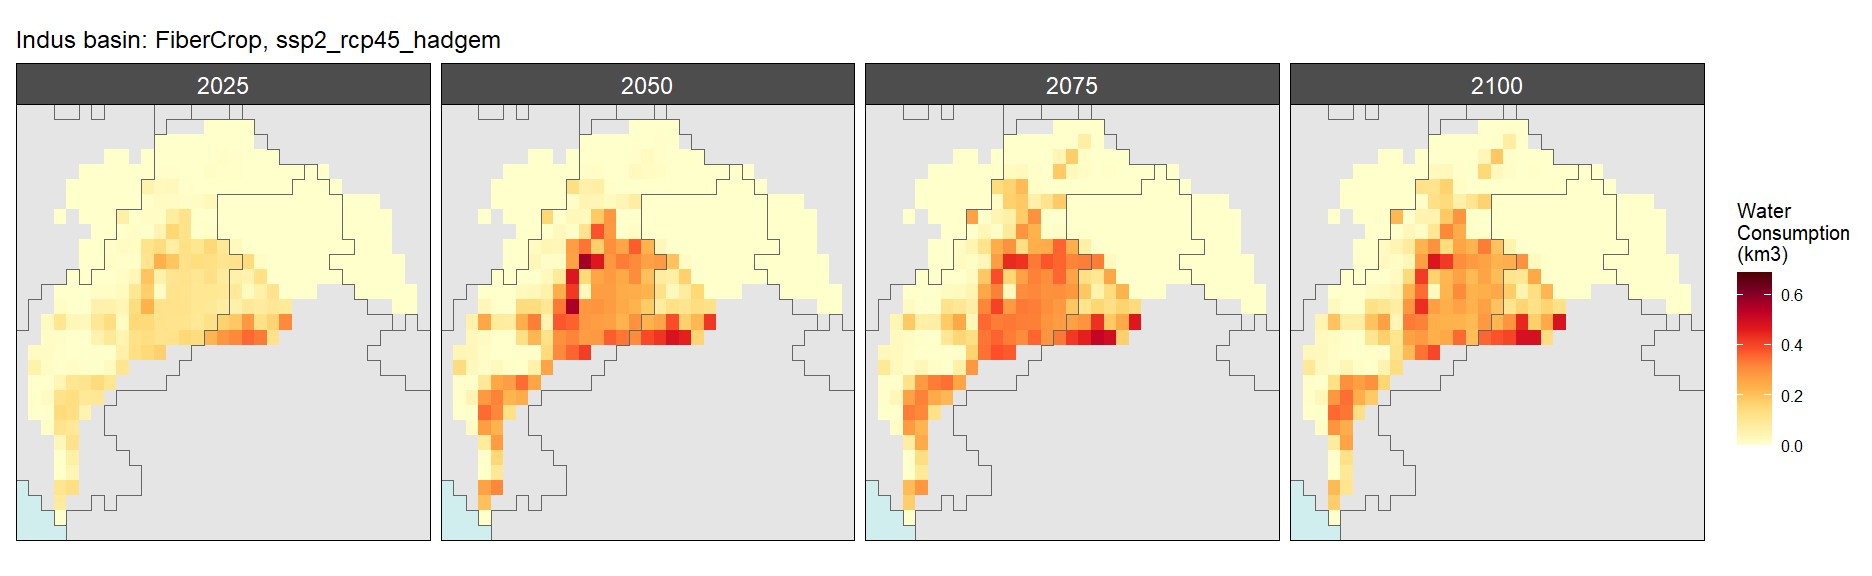 Indus basin: FiberCrop, ssp2_rcp45_hadgem
2025
2050
2075
2100
Water
Consumption
(km3)
0.6
0.4
0.2
0.0